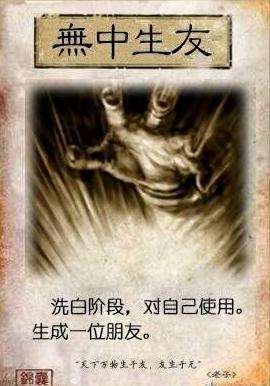 無中生友
洗白阶段，对自己使用。
生成一位朋友。
“天下万物生于友，友生于无”
錦囊
《老子》